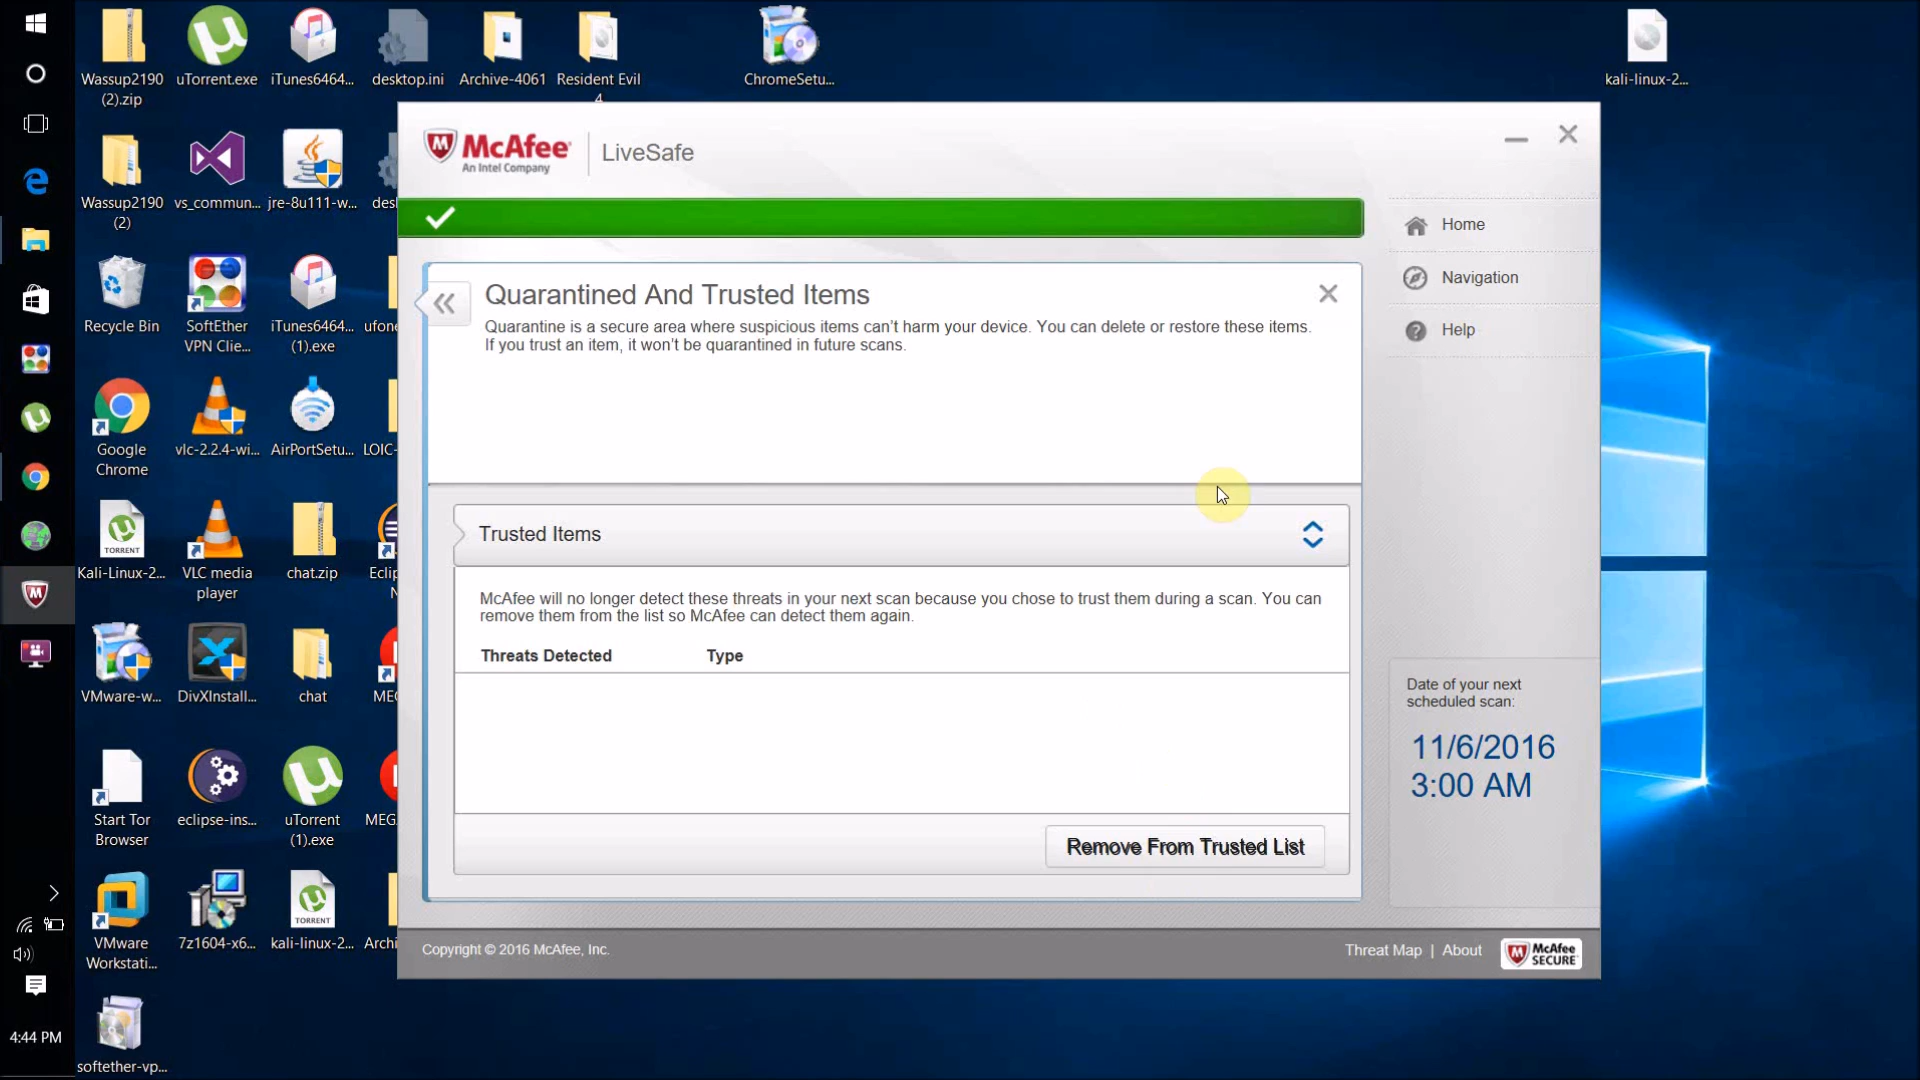 Wassup2190
(2).zip
uTorrent.exe
iTunes6464...
desktop.ini
Archive-4061
Resident Evil
4
ChromeSetu...
kali-linux-2...
Wassup2190
(2)
vs_commun...
jre-8u111-w...
des
Recycle Bin
SoftEther
VPN Clie...
iTunes6464...
(1).exe
ufone
Google
Chrome
vlc-2.2.4-wi...
AirPortSetu...
LOIC-
TORRENT
Kali-Linux-2...
VLC media
player
chat.zip
Ecli
VMware-w...
DivXInstall...
chat
ME
Start Tor
Browser
eclipse-ins...
uTorrent
(1).exe
MEG
VMware
Workstati...
7z1604-x6...
TORRENT
kali-linux-2...
Archi
softether-vp...
4:44 PM
McAfee
An Intel Company
LiveSafe
Home
Navigation
Help
Quarantined And Trusted Items
Quarantine is a secure area where suspicious items can't harm your device. You can delete or restore these items.
If you trust an item, it won't be quarantined in future scans.
Trusted Items
McAfee will no longer detect these threats in your next scan because you chose to trust them during a scan. You can
remove them from the list so McAfee can detect them again.
Threats Detected
Type
Remove From Trusted List
Date of your next
scheduled scan:
11/6/2016
3:00 AM
Copyright © 2016 McAfee, Inc.
Threat Map | About
McAfee
SECURE